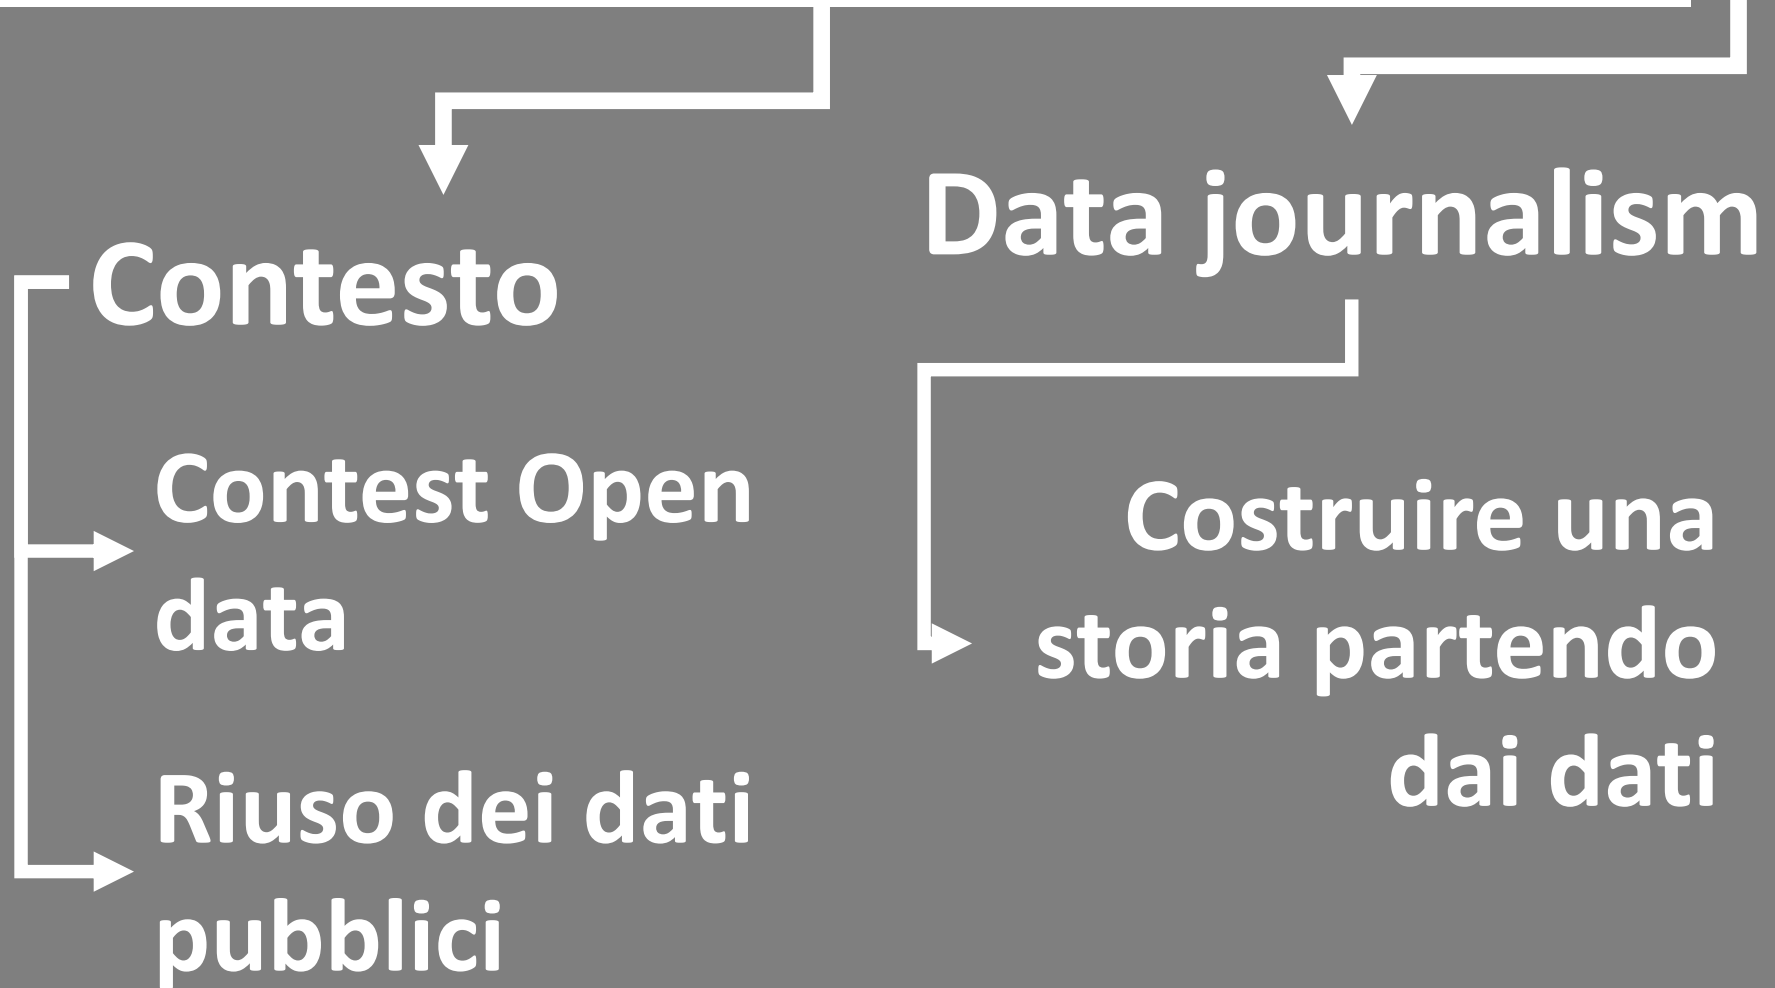 Contesto
Contest Open
data
Riuso dei dati
pubblici
Data journalism
Costruire una
storia partendo
dai dati